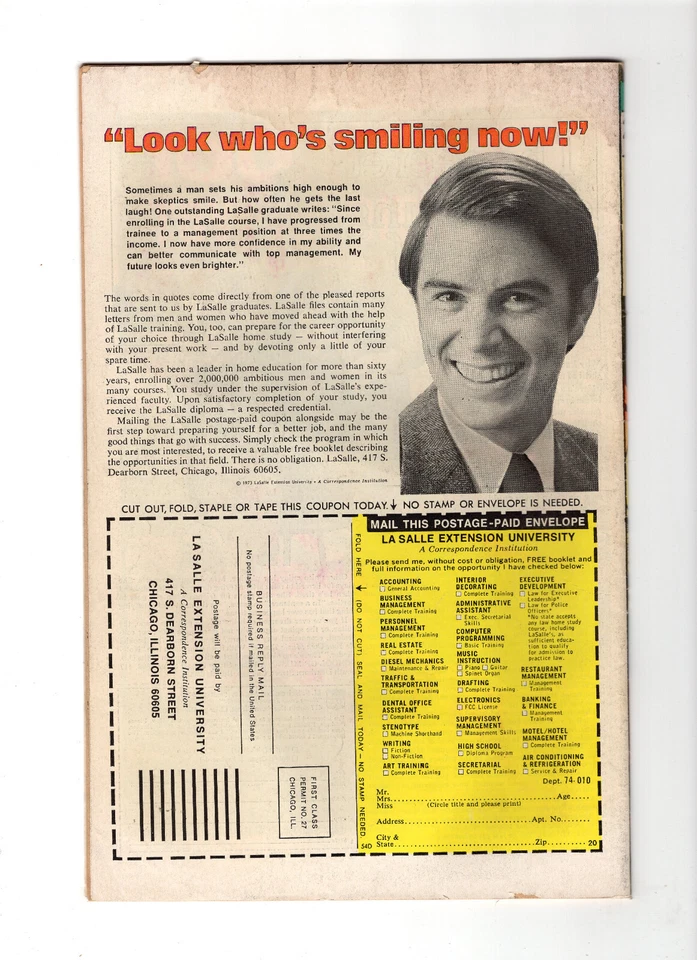 “Look who’s smiling now!”
Sometimes a man sets his ambitions high enough to
make skeptics smile. But how often he gets the last
laugh! One outstanding LaSalle graduate writes: “Since
enrolling in the LaSalle course, I have progressed from
trainee to a management position at three times the
income. I now have more confidence in my ability and
can better communicate with top management. My
future looks even brighter.”
The words in quotes come directly from one of the pleased reports
that are sent to us by LaSalle graduates. LaSalle files contain many
letters from men and women who have moved ahead with the help
of LaSalle training. You, too, can prepare for the career opportunity
of your choice through LaSalle home study — without interfering
with your present work — and by devoting only a little of your
spare time.
LaSalle has been a leader in home education for more than sixty
years, enrolling over 2,000,000 ambitious men and women in its
many courses. You study under the supervision of LaSalle’s expe-
rienced faculty. Upon satisfactory completion of your study, you
receive the LaSalle diploma — a respected credential.
Mailing the LaSalle postage-paid coupon alongside may be the
first step toward preparing yourself for a better job, and the many
good things that go with success. Simply check the program in which
you are most interested, to receive a valuable free booklet describing
the opportunities in that field. There is no obligation. LaSalle, 417 S.
Dearborn Street, Chicago, Illinois 60605.
© 1973 LaSalle Extension University • A Correspondence Institution
CUT OUT, FOLD, STAPLE OR TAPE THIS COUPON TODAY. NO STAMP OR ENVELOPE IS NEEDED.
BUSINESS REPLY MAIL
No postage stamp required if mailed in the United States
Postage will be paid by
LA SALLE EXTENSION UNIVERSITY
A Correspondence Institution
417 S. DEARBORN STREET
CHICAGO, ILLINOIS 60605
FIRST CLASS
PERMIT NO. 27
CHICAGO, ILL.
FOLD HERE (DO NOT CUT) SEAL AND MAIL TODAY — NO STAMP NEEDED
54D
MAIL THIS POSTAGE-PAID ENVELOPE
LA SALLE EXTENSION UNIVERSITY
A Correspondence Institution
Please send me, without cost or obligation, FREE booklet and
full information on the opportunity I have checked below:
ACCOUNTING
General Accounting
BUSINESS
MANAGEMENT
Complete Training
PERSONNEL
MANAGEMENT
Complete Training
REAL ESTATE
Complete Training
DIESEL MECHANICS
Maintenance & Repair
TRAFFIC &
TRANSPORTATION
Complete Training
DENTAL OFFICE
ASSISTANT
Complete Training
STENOTYPE
Machine Shorthand
WRITING
Fiction
Non-Fiction
ART TRAINING
Complete Training
INTERIOR
DECORATING
Complete Training
ADMINISTRATIVE
ASSISTANT
Exec. Secretarial
Skills
COMPUTER
PROGRAMMING
Basic Training
MUSIC
INSTRUCTION
Piano Guitar
Spinet Organ
DRAFTING
Complete Training
ELECTRONICS
FCC License
SUPERVISORY
MANAGEMENT
Management Skills
HIGH SCHOOL
Diploma Program
SECRETARIAL
Complete Training
EXECUTIVE
DEVELOPMENT
Law for Executive
Leadership*
Law for Police
Officers*
*No state accepts
any law home study
course, including
LaSalle’s, as
sufficient educa-
tion to qualify
for admission to
practice law.
RESTAURANT
MANAGEMENT
Management
Training
BANKING
& FINANCE
Management
Training
MOTEL/HOTEL
MANAGEMENT
Complete Training
AIR CONDITIONING
& REFRIGERATION
Service & Repair
Dept. 74-010
Mr.
Mrs. Age
Miss (Circle title and please print)
Address Apt. No.
City &
State Zip 20